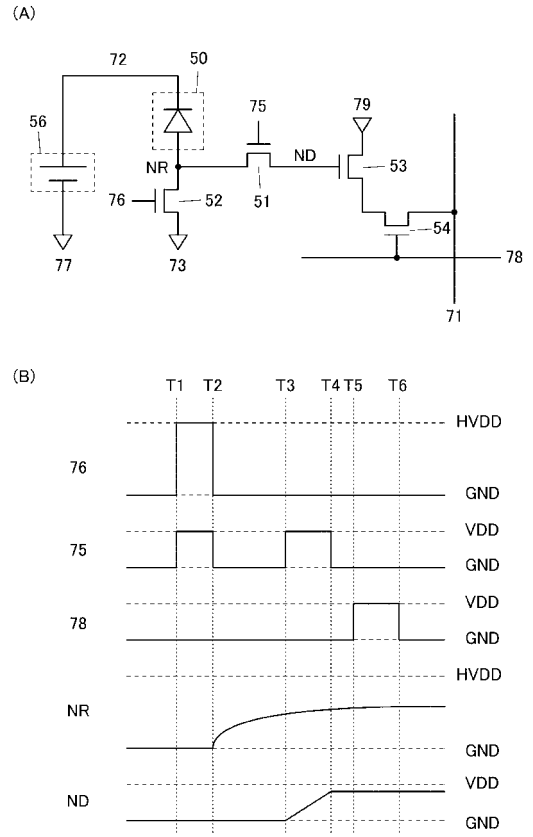 (A)
72
50
75
79
56
NR
ND
53
76
52
51
54
77
73
78
71
(B)
T1 T2 T3 T4 T5 T6
HVDD
76
GND
VDD
75
GND
VDD
78
GND
HVDD
NR
GND
VDD
ND
GND